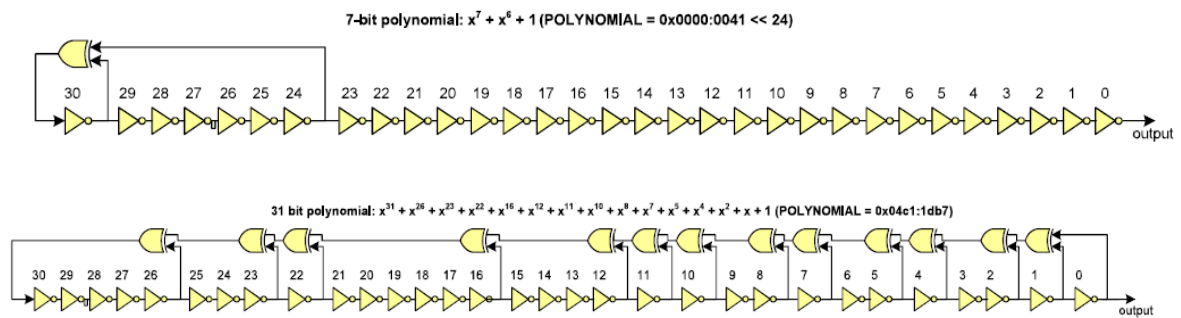 7-bit polynomial: x⁷ + x⁶ + 1 (POLYNOMIAL = 0x0000:0041 << 24)
30 29 28 27 26 25 24 23 22 21 20 19 18 17 16 15 14 13 12 11 10 9 8 7 6 5 4 3 2 1 0
output
31 bit polynomial: x³¹ + x²⁶ + x²³ + x²² + x¹⁶ + x¹² + x¹¹ + x¹⁰ + x⁸ + x⁷ + x⁵ + x⁴ + x² + x + 1 (POLYNOMIAL = 0x04c1:1db7)
30 29 28 27 26 25 24 23 22 21 20 19 18 17 16 15 14 13 12 11 10 9 8 7 6 5 4 3 2 1 0
output